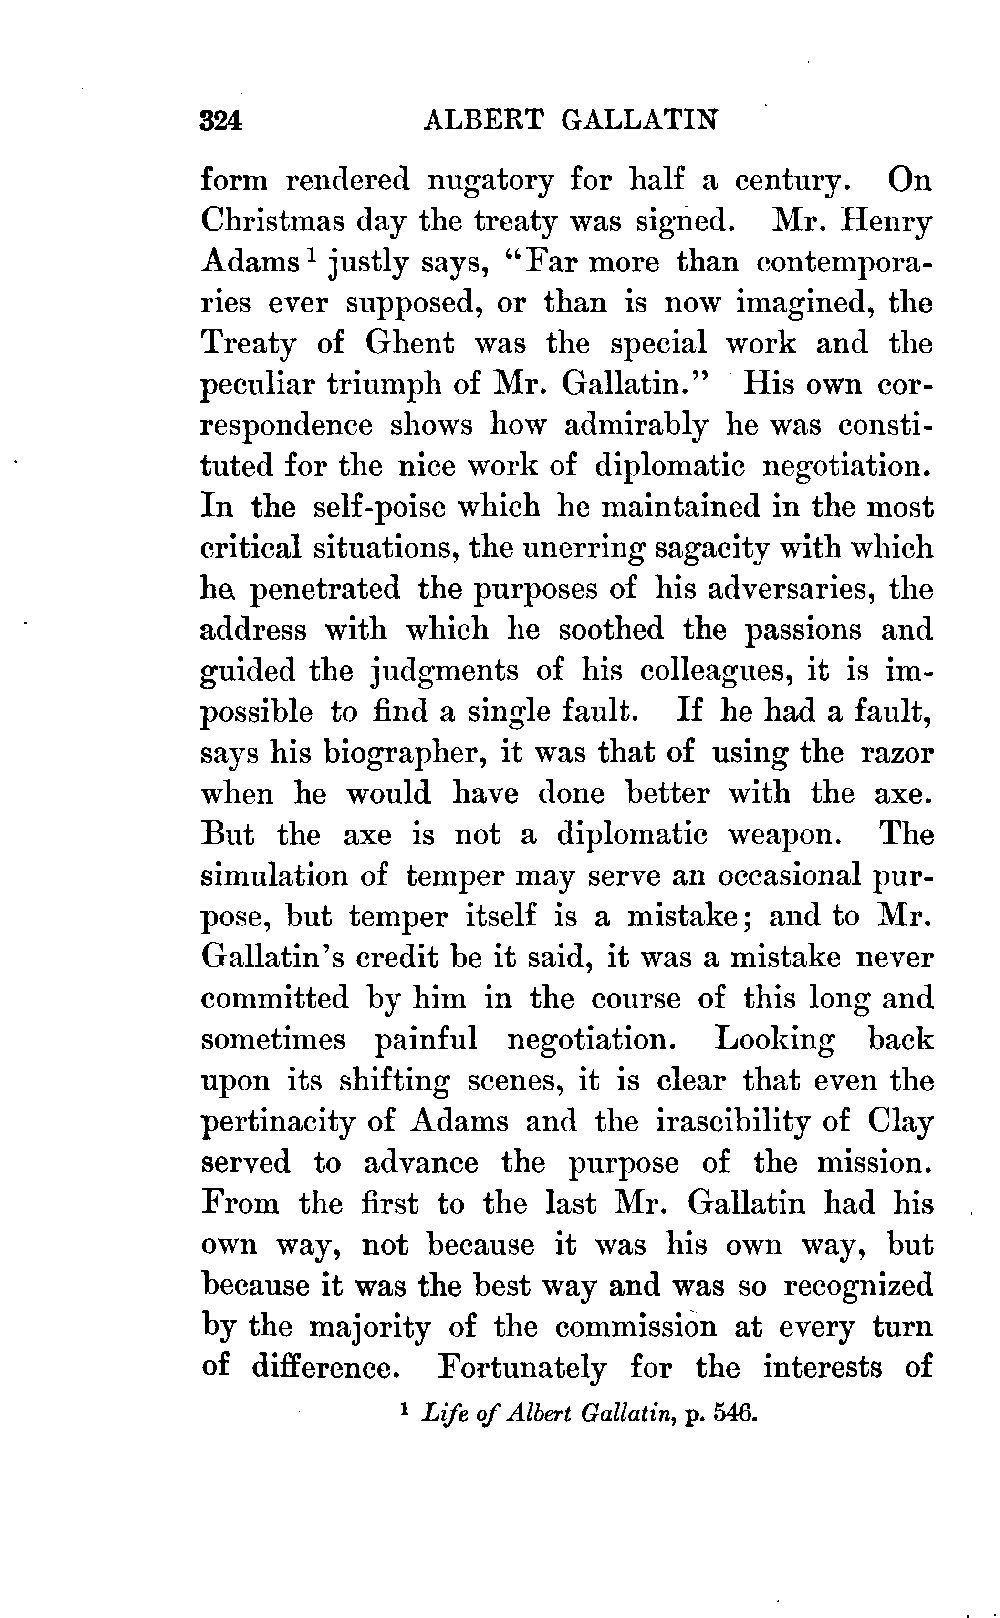 324 ALBERT GALLATIN
form rendered nugatory for half a century. On
Christmas day the treaty was signed. Mr. Henry
Adams ¹ justly says, “Far more than contempora-
ries ever supposed, or than is now imagined, the
Treaty of Ghent was the special work and the
peculiar triumph of Mr. Gallatin.” His own cor-
respondence shows how admirably he was consti-
tuted for the nice work of diplomatic negotiation.
In the self-poise which he maintained in the most
critical situations, the unerring sagacity with which
he penetrated the purposes of his adversaries, the
address with which he soothed the passions and
guided the judgments of his colleagues, it is im-
possible to find a single fault. If he had a fault,
says his biographer, it was that of using the razor
when he would have done better with the axe.
But the axe is not a diplomatic weapon. The
simulation of temper may serve an occasional pur-
pose, but temper itself is a mistake; and to Mr.
Gallatin’s credit be it said, it was a mistake never
committed by him in the course of this long and
sometimes painful negotiation. Looking back
upon its shifting scenes, it is clear that even the
pertinacity of Adams and the irascibility of Clay
served to advance the purpose of the mission.
From the first to the last Mr. Gallatin had his
own way, not because it was his own way, but
because it was the best way and was so recognized
by the majority of the commission at every turn
of difference. Fortunately for the interests of
¹ Life of Albert Gallatin, p. 546.